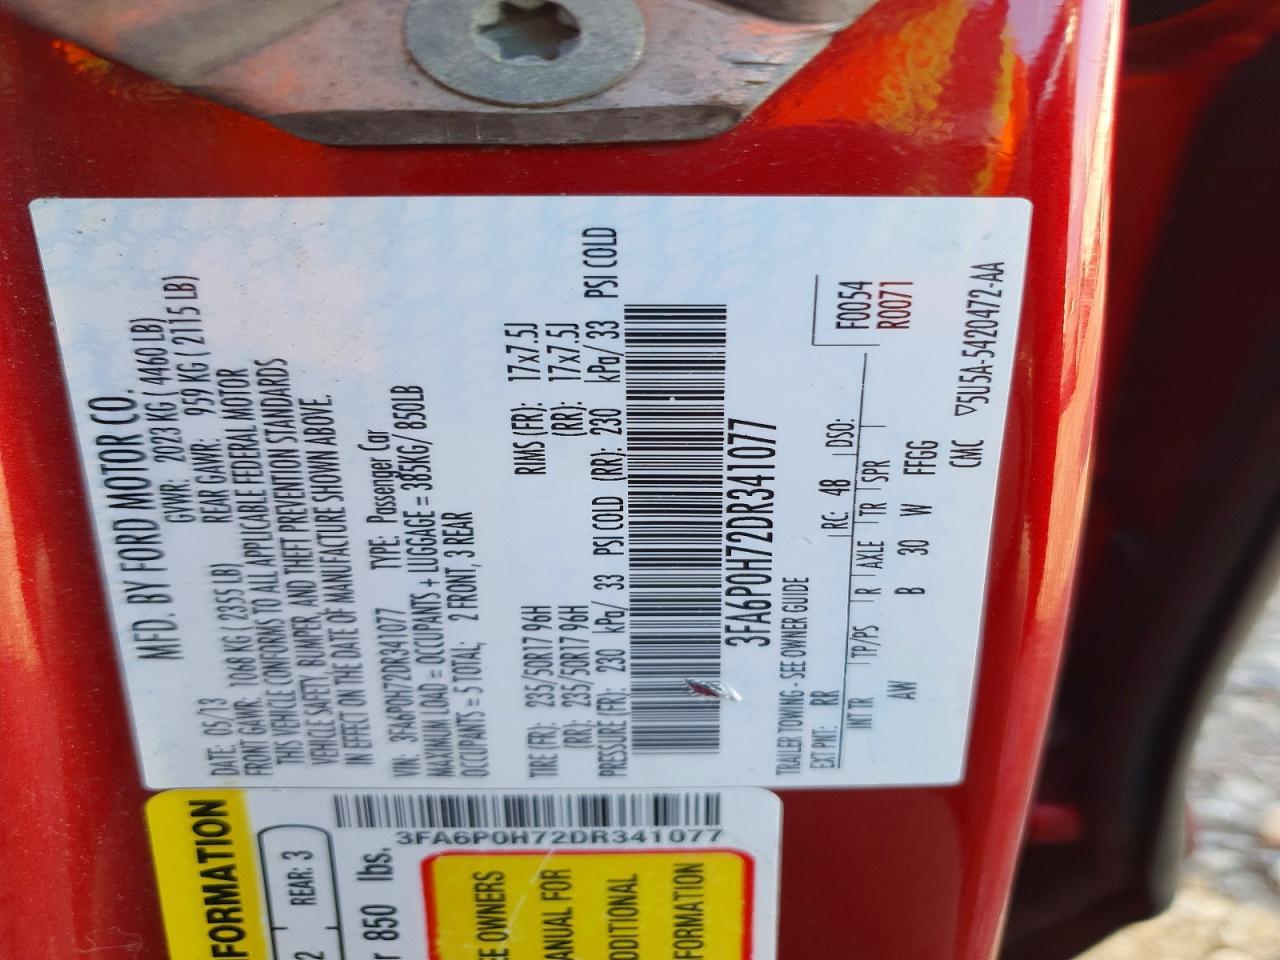 MFD. BY FORD MOTOR CO.
DATE: 05/13 GVWR: 2023 KG ( 4460 LB)
FRONT GAWR: 1068 KG ( 2355 LB) REAR GAWR: 959 KG ( 2115 LB)
THIS VEHICLE CONFORMS TO ALL APPLICABLE FEDERAL MOTOR
VEHICLE SAFETY, BUMPER, AND THEFT PREVENTION STANDARDS
IN EFFECT ON THE DATE OF MANUFACTURE SHOWN ABOVE.
VIN: 3FA6P0H72DR341077 TYPE: Passenger Car
MAXIMUM LOAD = OCCUPANTS + LUGGAGE = 385KG/ 850LB
OCCUPANTS = 5 TOTAL; 2 FRONT, 3 REAR
TIRE (FR): 235/50R17 96H RIMS (FR): 17x7.5J
(RR): 235/50R17 96H (RR): 17x7.5J
PRESSURE (FR): 230 kPa/ 33 PSI COLD (RR): 230 kPa/ 33 PSI COLD
3FA6P0H72DR341077
TRAILER TOWING - SEE OWNER GUIDE
F0054
R0071
EXT PNT: RR RC: 48 DSO:
INT TR TP/PS R AXLE TR SPR
AW B 30 W FFGG
CMC ▽5U5A-5420472-AA
FORMATION
2 REAR: 3
3FA6P0H72DR341077
r 850 lbs.
EE OWNERS
ANUAL FOR
DDITIONAL
FORMATION